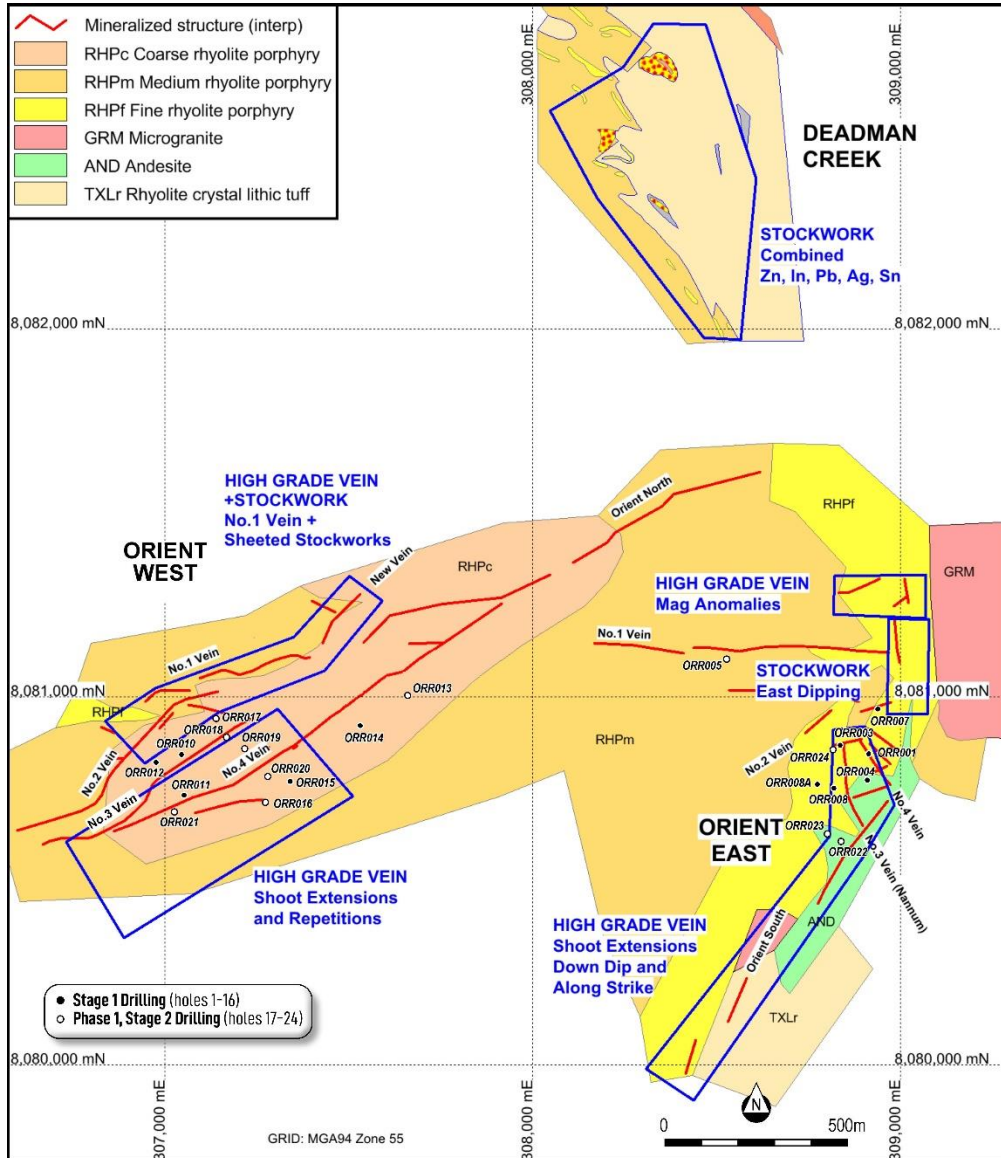 Mineralized structure (interp)
RHPc Coarse rhyolite porphyry
RHPm Medium rhyolite porphyry
RHPf Fine rhyolite porphyry
GRM Microgranite
AND Andesite
TXLr Rhyolite crystal lithic tuff
308,000 mE
309,000 mE
DEADMAN
CREEK
STOCKWORK
Combined
Zn, In, Pb, Ag, Sn
8,082,000 mN
8,082,000 mN
HIGH GRADE VEIN
+STOCKWORK
No.1 Vein +
Sheeted Stockworks
ORIENT
WEST
Orient North
RHPf
RHPc
New Vein
GRM
HIGH GRADE VEIN
Mag Anomalies
No.1 Vein
No.1 Vein
ORR005
STOCKWORK
East Dipping
8,081,000 mN
8,081,000 mN
RHPf
ORR013
ORR017
ORR018
ORR019
ORR014
ORR010
ORR012
No.2 Vein
No.4 Vein
ORR020
ORR015
ORR011
ORR016
No.3 Vein
ORR021
RHPm
ORR007
ORR003
No.2 Vein
ORR024
ORR001
ORR004
ORR008A
ORR008
No.4 Vein
ORIENT
EAST
ORR023
ORR022
No.3 Vein (Nannum)
HIGH GRADE VEIN
Shoot Extensions
and Repetitions
HIGH GRADE VEIN
Shoot Extensions
Down Dip and
Along Strike
Orient South
AND
TXLr
Stage 1 Drilling (holes 1-16)
Phase 1, Stage 2 Drilling (holes 17-24)
8,080,000 mN
8,080,000 mN
307,000 mE
308,000 mE
309,000 mE
N
0 500m
GRID: MGA94 Zone 55